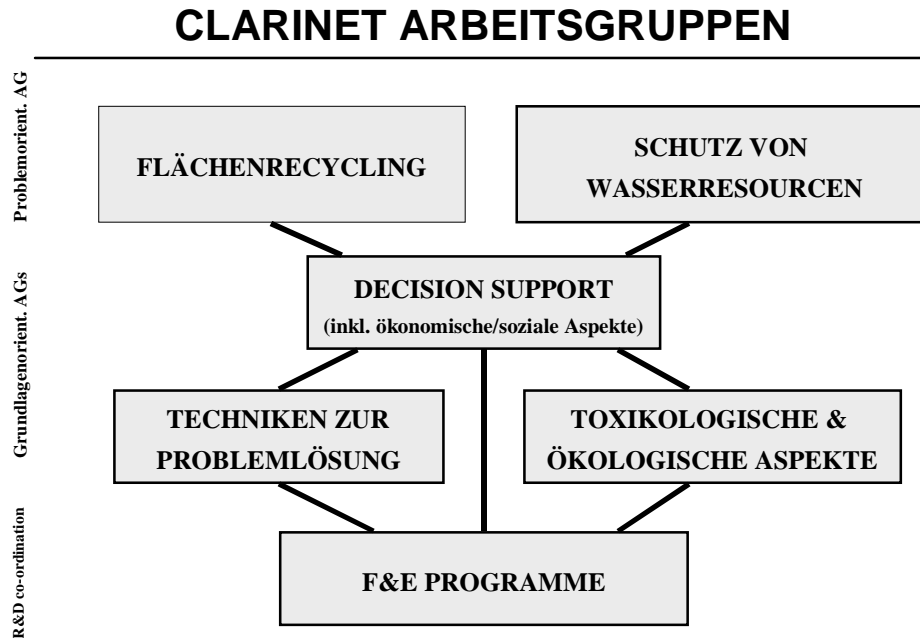 CLARINET ARBEITSGRUPPEN
Problemorient. AG
FLÄCHENRECYCLING
SCHUTZ VON
WASSERRESOURCEN
Grundlagenorient. AGs
DECISION SUPPORT
(inkl. ökonomische/soziale Aspekte)
TECHNIKEN ZUR
PROBLEMLÖSUNG
TOXIKOLOGISCHE &
ÖKOLOGISCHE ASPEKTE
R&D co-ordination
F&E PROGRAMME